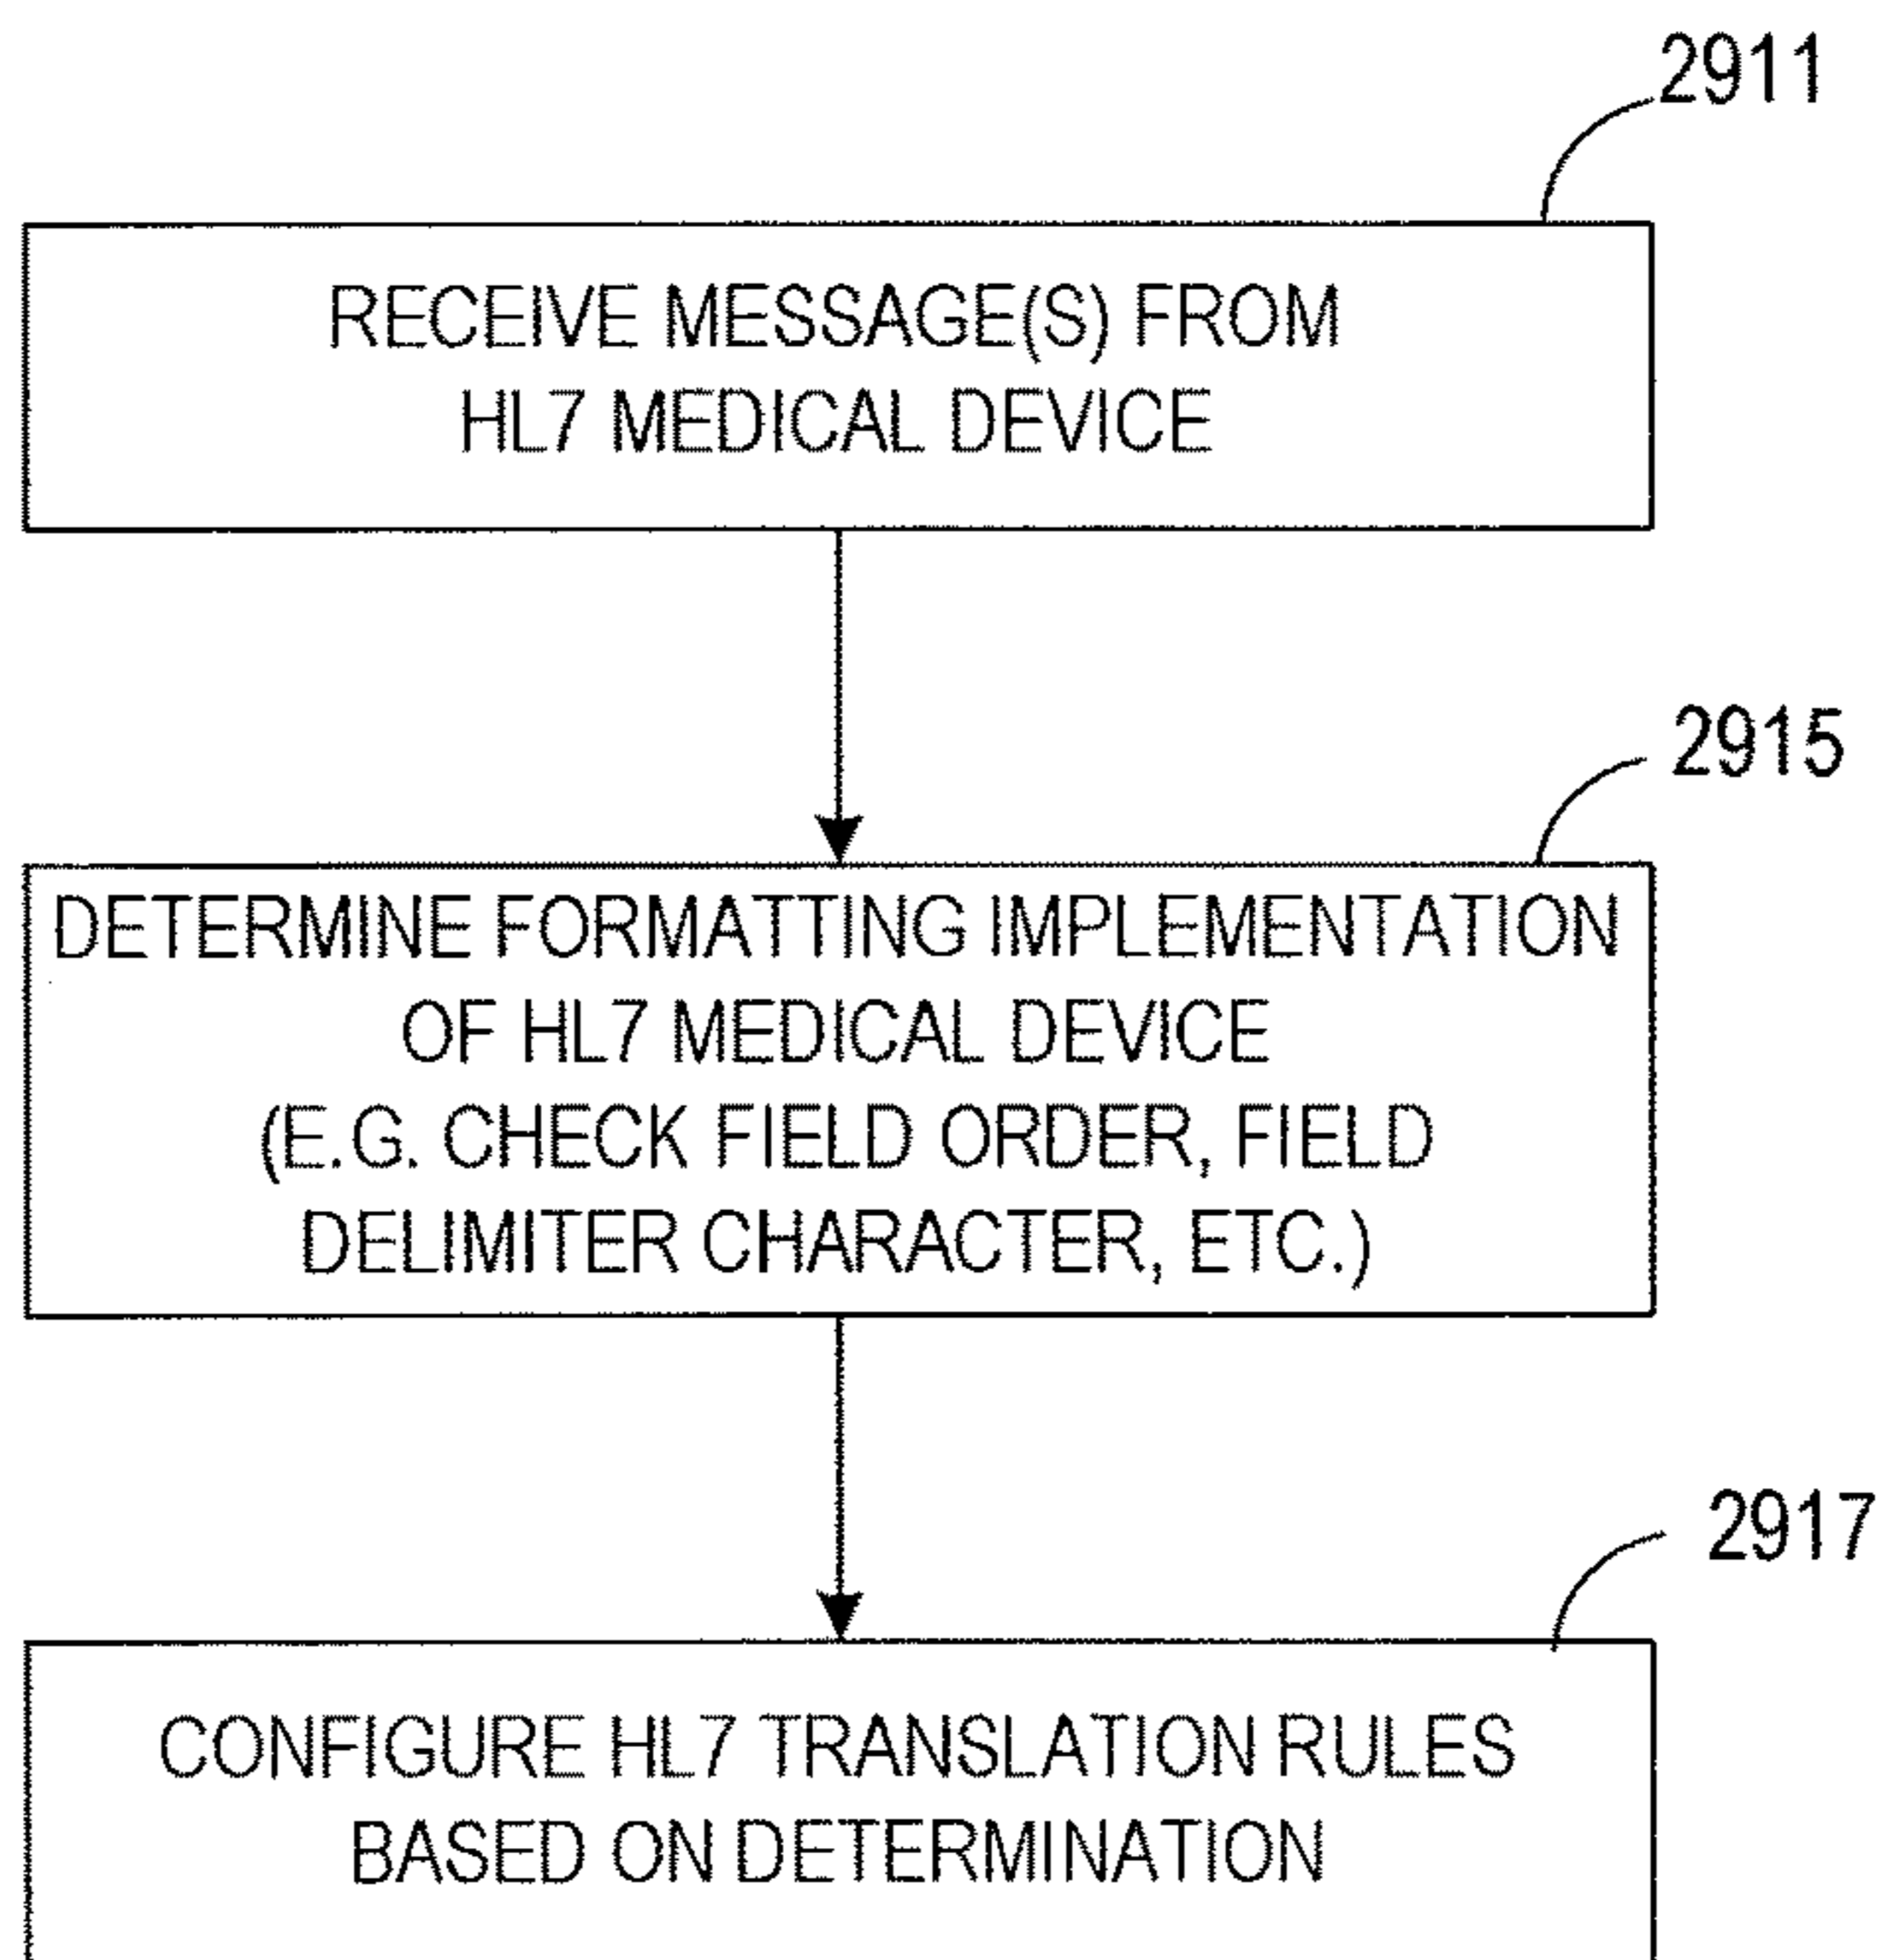 2911
RECEIVE MESSAGE(S) FROM
HL7 MEDICAL DEVICE
2915
DETERMINE FORMATTING IMPLEMENTATION
OF HL7 MEDICAL DEVICE
(E.G. CHECK FIELD ORDER, FIELD
DELIMITER CHARACTER, ETC.)
2917
CONFIGURE HL7 TRANSLATION RULES
BASED ON DETERMINATION